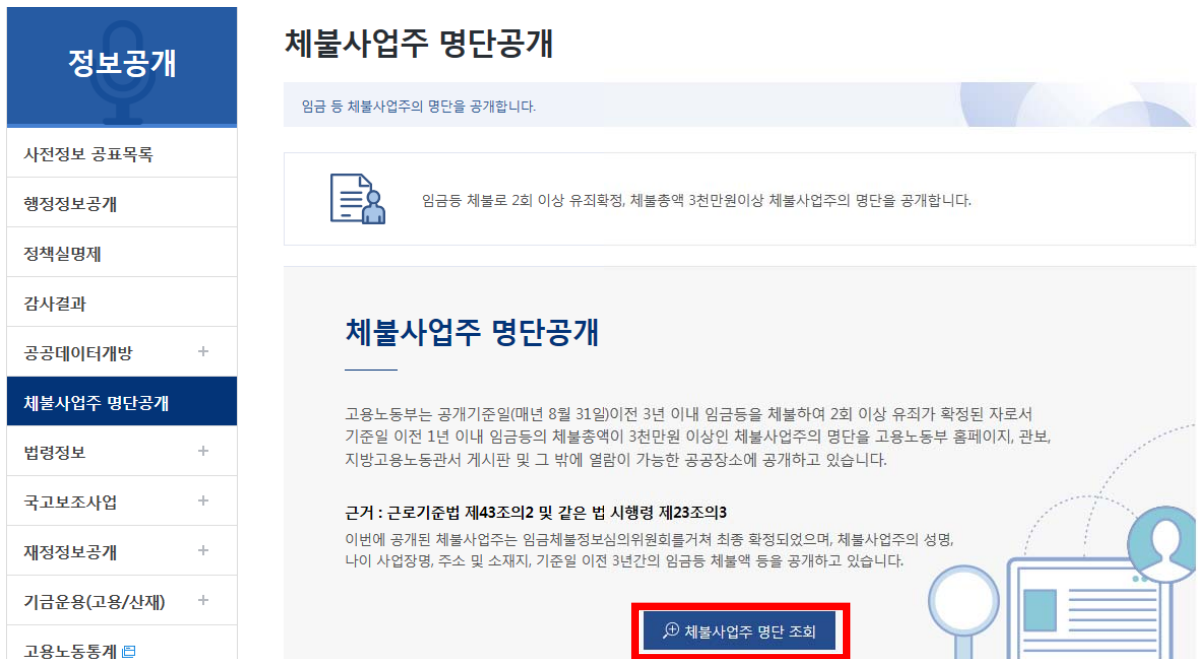 정보공개
사전정보 공표목록
행정정보공개
정책실명제
감사결과
공공데이터개방
체불사업주 명단공개
법령정보
국고보조사업
재정정보공개
기금운용(고용/산재)
고용노동통계
체불사업주 명단공개
임금 등 체불사업주의 명단을 공개합니다.
임금등 체불로 2회 이상 유죄확정, 체불총액 3천만원이상 체불사업주의 명단을 공개합니다.
체불사업주 명단공개
고용노동부는 공개기준일(매년 8월 31일)이전 3년 이내 임금등을 체불하여 2회 이상 유죄가 확정된 자로서
기준일 이전 1년 이내 임금등의 체불총액이 3천만원 이상인 체불사업주의 명단을 고용노동부 홈페이지, 관보,
지방고용노동관서 게시판 및 그 밖에 열람이 가능한 공공장소에 공개하고 있습니다.
근거 : 근로기준법 제43조의2 및 같은 법 시행령 제23조의3
이번에 공개된 체불사업주는 임금체불정보심의위원회를거쳐 최종 확정되었으며, 체불사업주의 성명,
나이 사업장명, 주소 및 소재지, 기준일 이전 3년간의 임금등 체불액 등을 공개하고 있습니다.
체불사업주 명단 조회